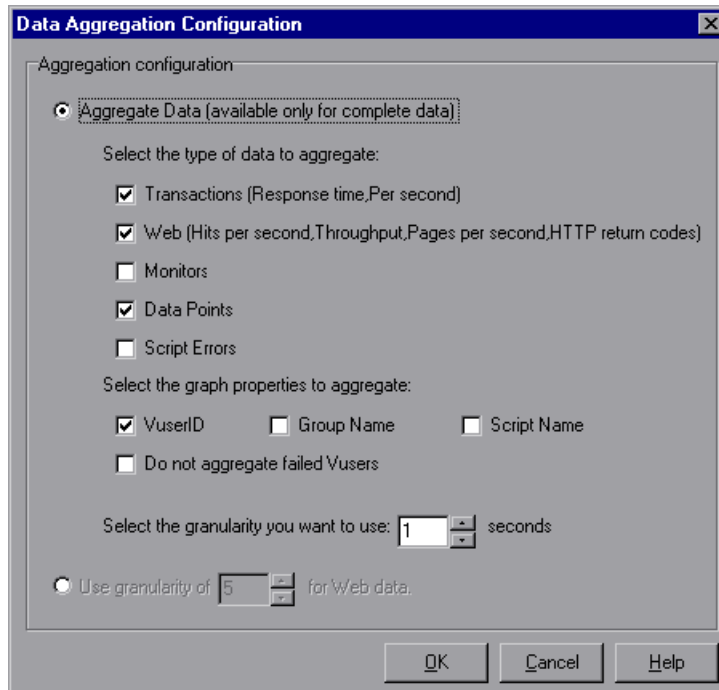 Data Aggregation Configuration
Aggregation configuration
Aggregate Data (available only for complete data)
Select the type of data to aggregate:
Transactions (Response time,Per second)
Web (Hits per second,Throughput,Pages per second,HTTP return codes)
Monitors
Data Points
Script Errors
Select the graph properties to aggregate:
VuserID Group Name Script Name
Do not aggregate failed Vusers
Select the granularity you want to use: 1 seconds
Use granularity of 5 for Web data.
OK Cancel Help